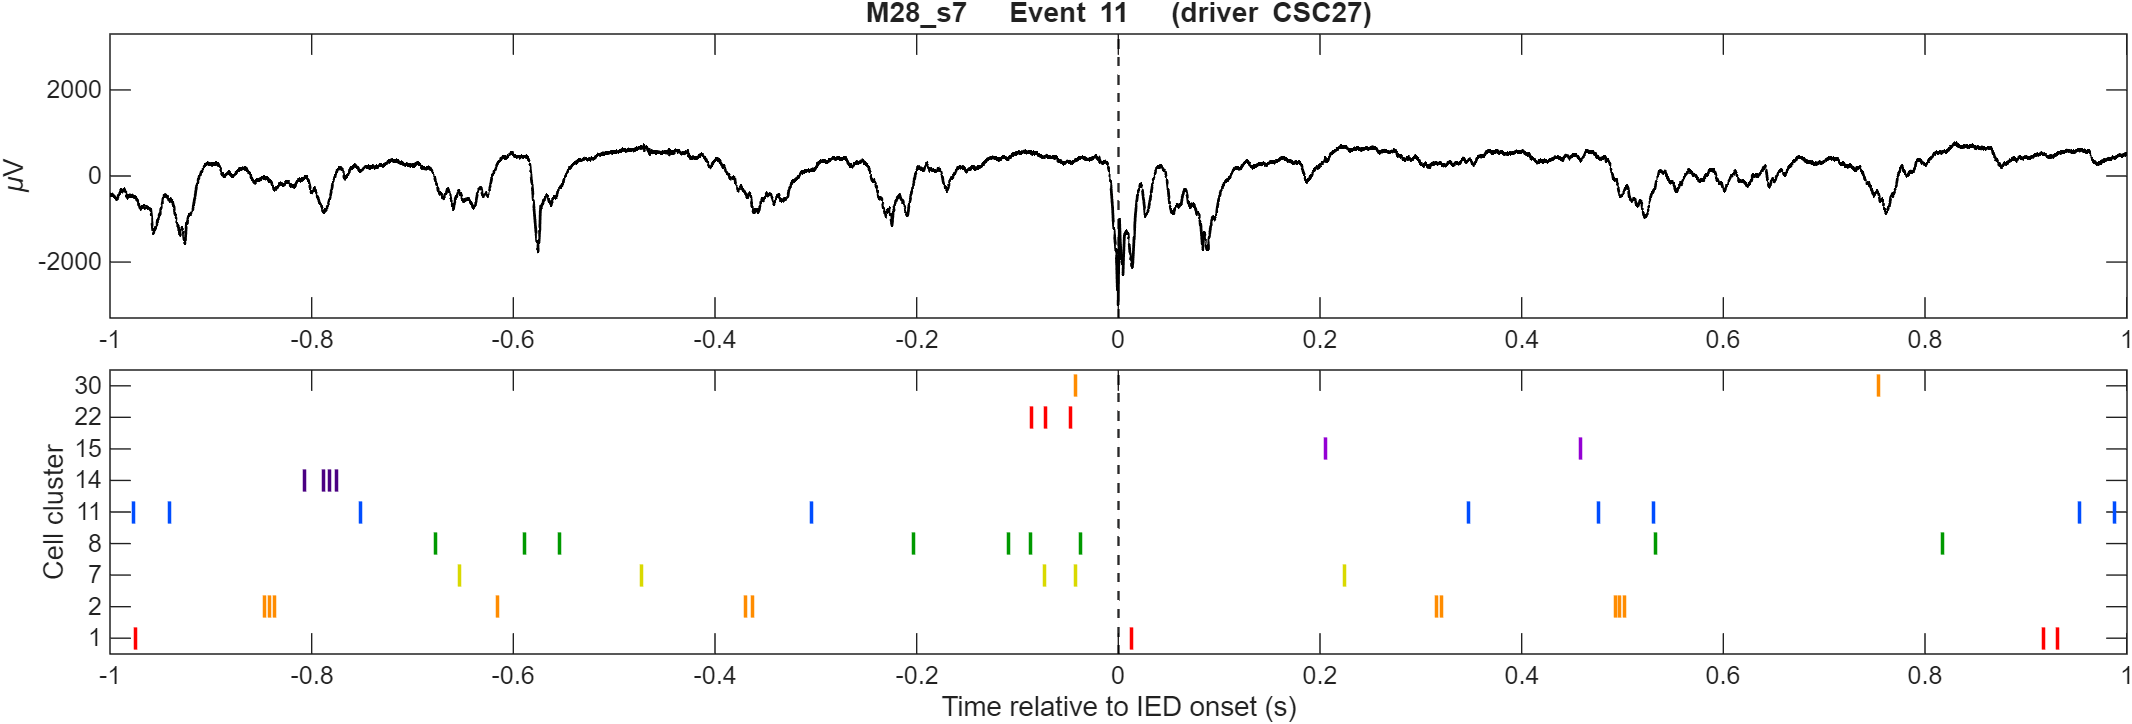 M28_s7 Event 11 (driver CSC27)
2000
0
-2000
µV
-1 -0.8 -0.6 -0.4 -0.2 0 0.2 0.4 0.6 0.8 1
30
22
15
14
11
8
7
2
1
Cell cluster
-1 -0.8 -0.6 -0.4 -0.2 0 0.2 0.4 0.6 0.8 1
Time relative to IED onset (s)